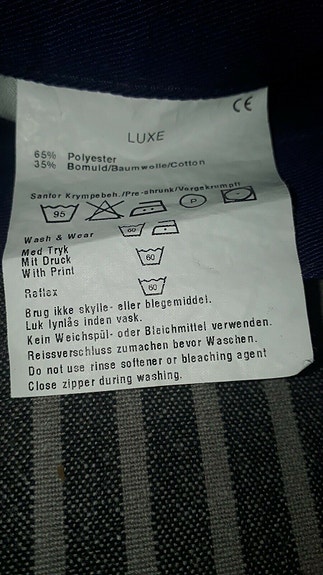 CE
LUXE
65% Polyester
35% Bomuld/Baumwolle/Cotton
Sanfor Krympebeh./Pre-shrunk/Vorgekrumpft
95 P
Wash & Wear 60
Med Tryk
Mit Druck 60
With Print
Reflex 60
Brug ikke skylle- eller blegemiddel.
Luk lynlås inden vask.
Kein Weichspül- oder Bleichmittel verwenden.
Reissverschluss zumachen bevor Waschen.
Do not use rinse softener or bleaching agent
Close zipper during washing.